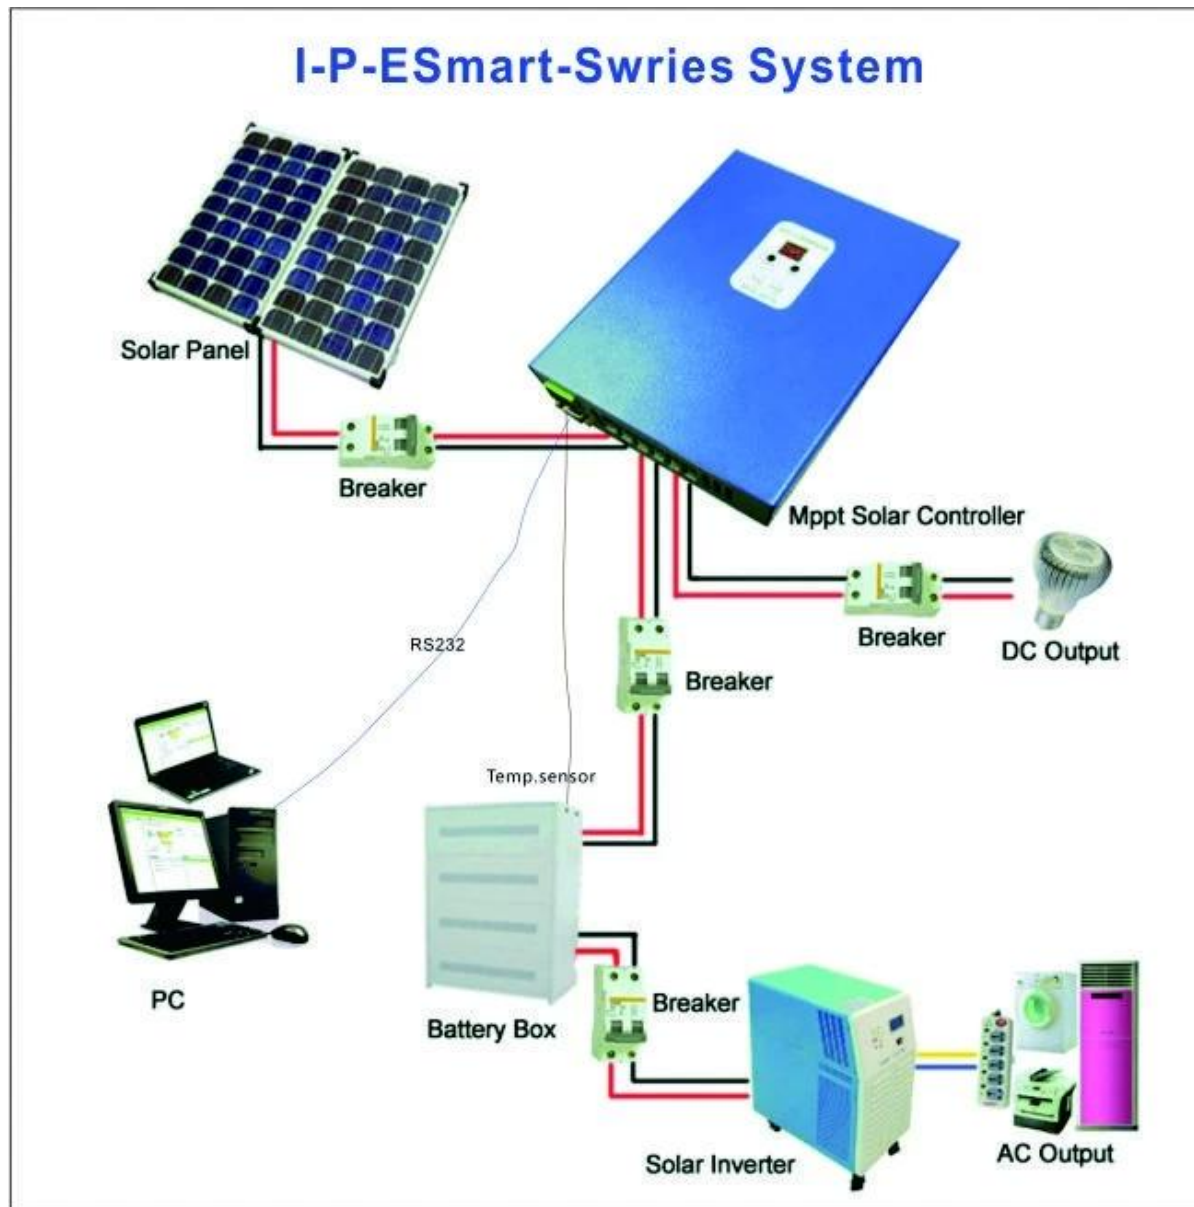 I-P-ESmart-Swries System
Solar Panel
Breaker
Mppt Solar Controller
Breaker
DC Output
RS232
Breaker
Temp.sensor
PC
Battery Box
Breaker
Solar Inverter
AC Output